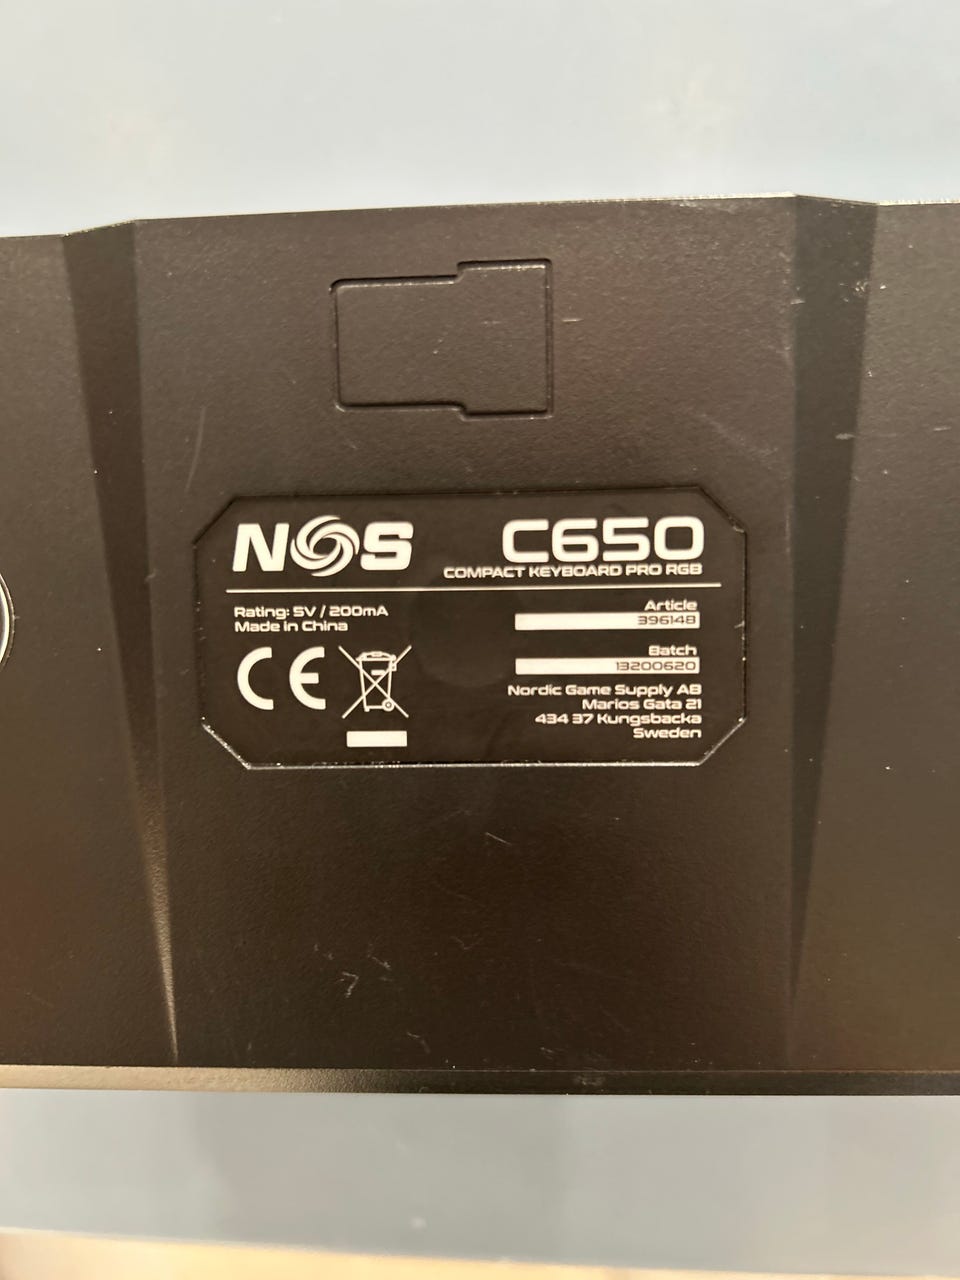 NOS
C650
COMPACT KEYBOARD PRO RGB
Rating: 5V / 200mA
Made in China
CE
Article
396148
Batch
13200620
Nordic Game Supply AB
Marios Gata 21
434 37 Kungsbacka
Sweden